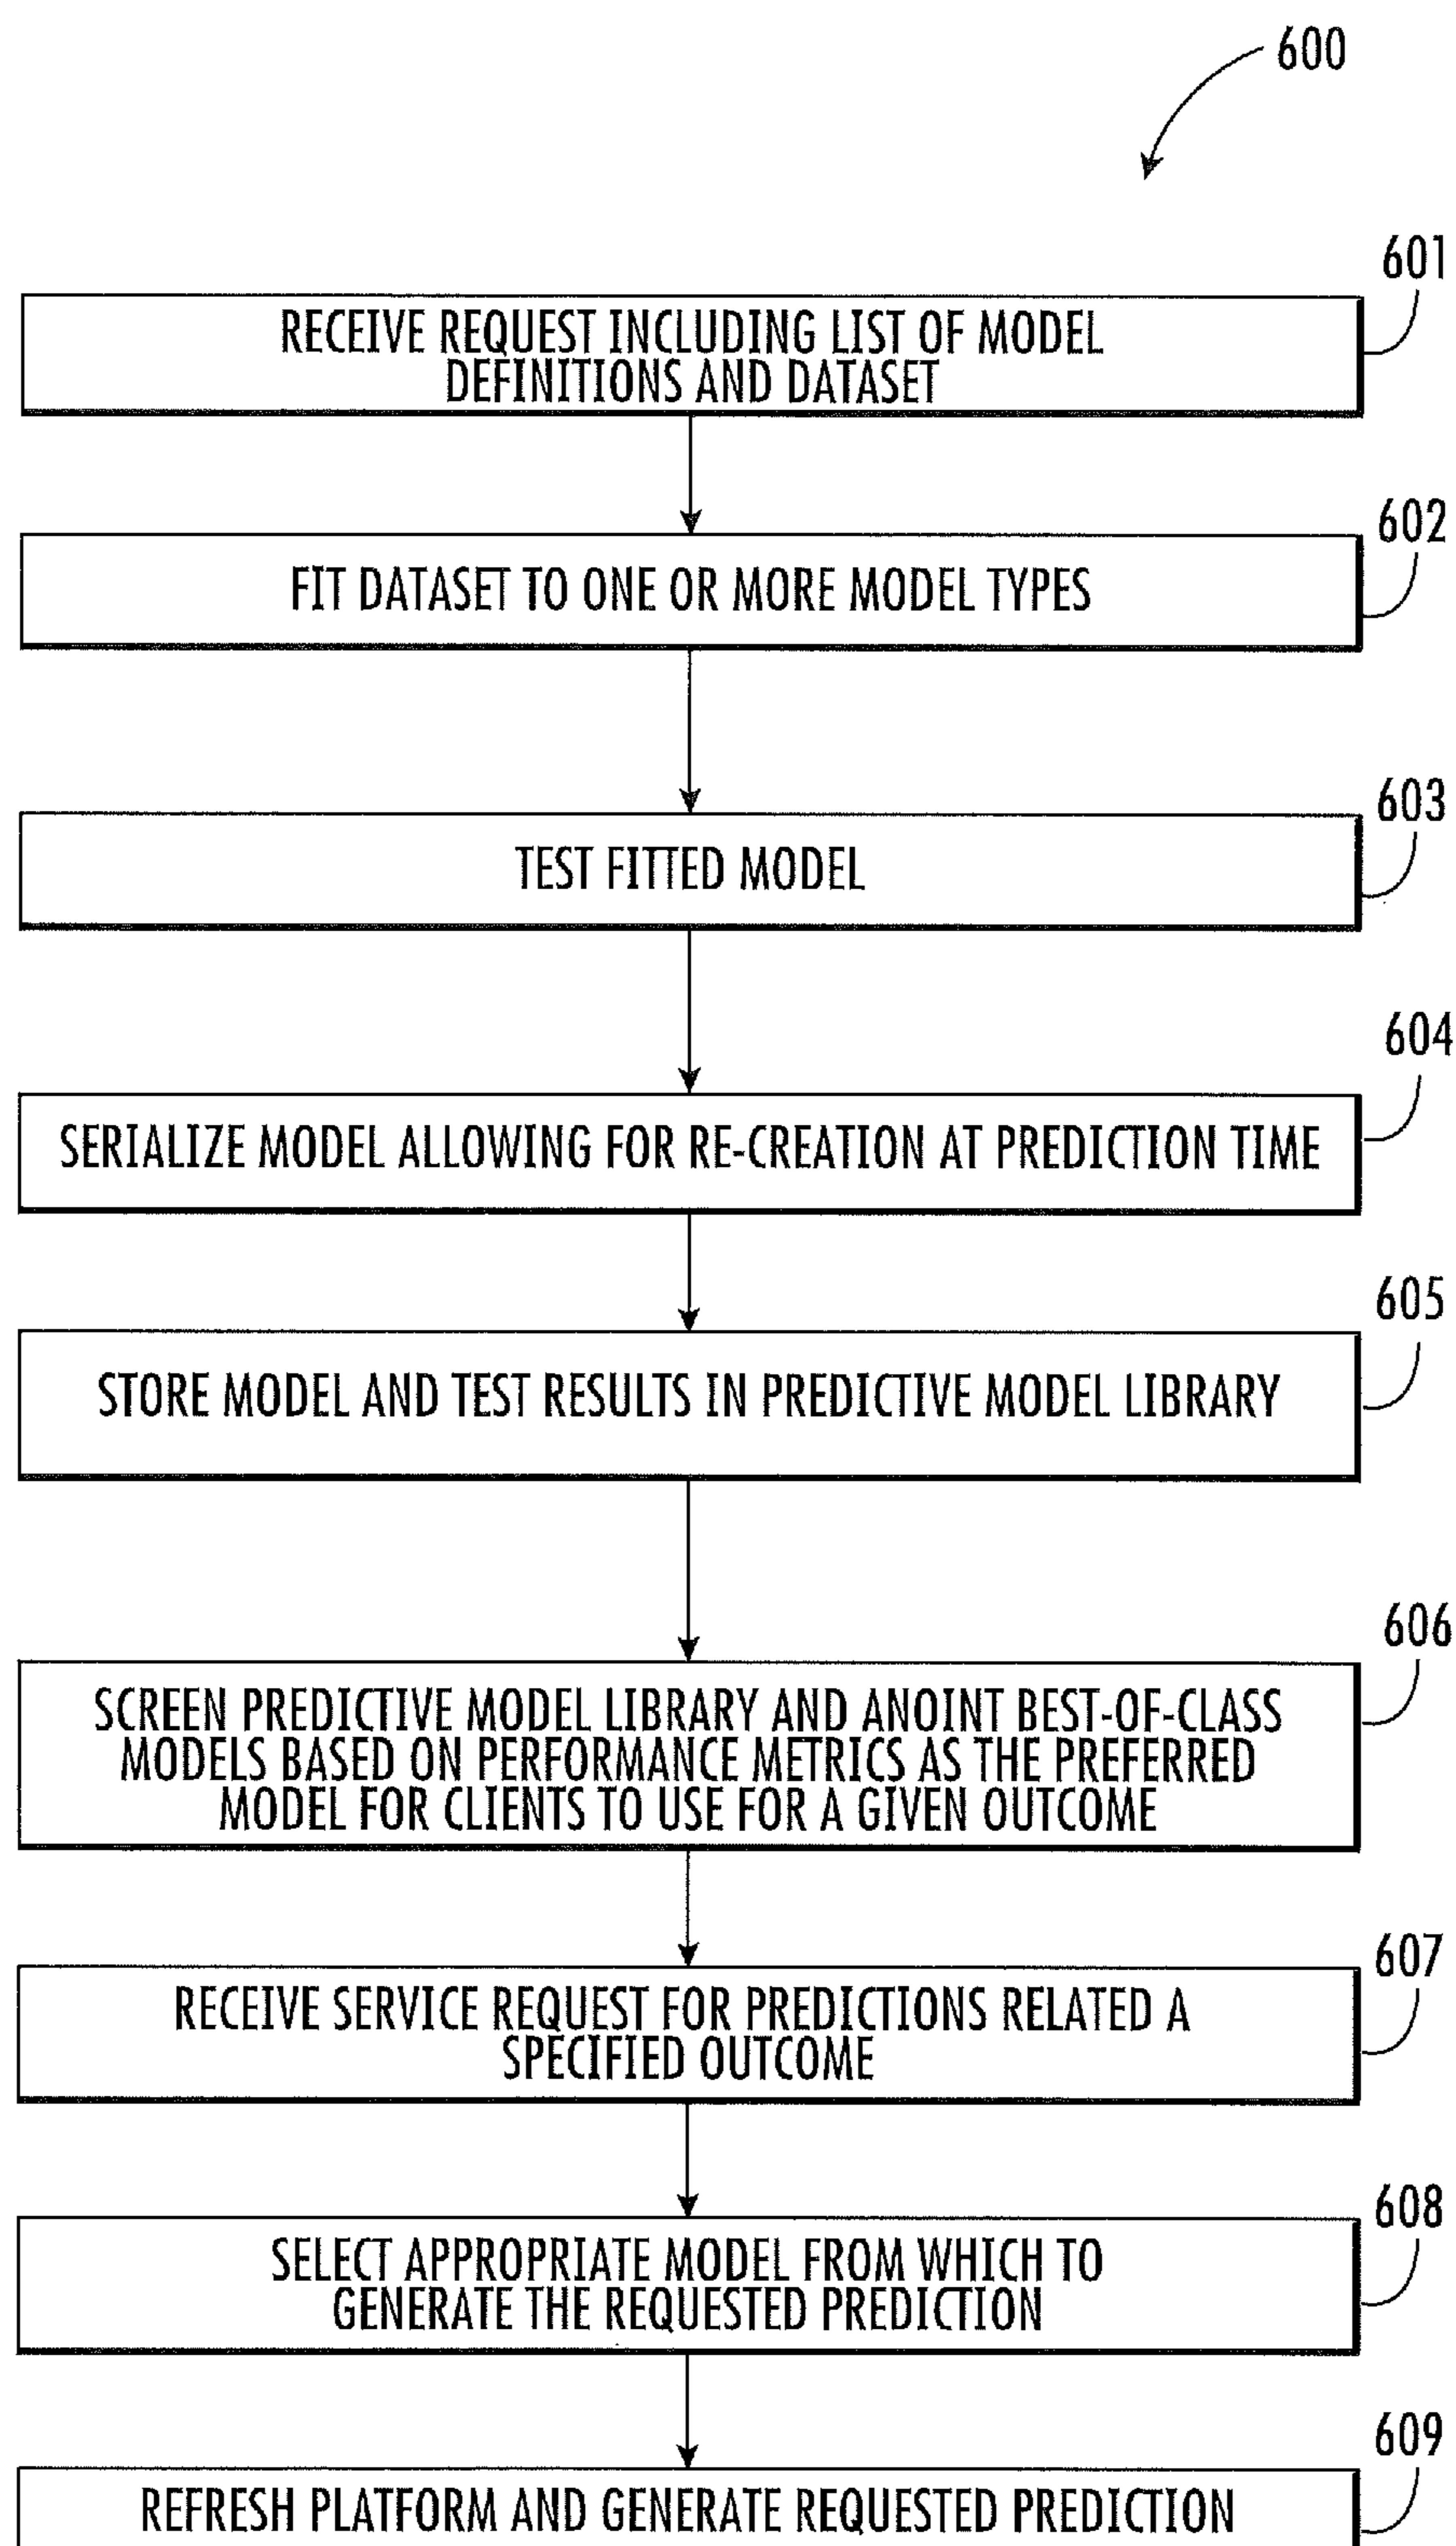 600
601
RECEIVE REQUEST INCLUDING LIST OF MODEL
DEFINITIONS AND DATASET
602
FIT DATASET TO ONE OR MORE MODEL TYPES
603
TEST FITTED MODEL
604
SERIALIZE MODEL ALLOWING FOR RE-CREATION AT PREDICTION TIME
605
STORE MODEL AND TEST RESULTS IN PREDICTIVE MODEL LIBRARY
606
SCREEN PREDICTIVE MODEL LIBRARY AND ANOINT BEST-OF-CLASS
MODELS BASED ON PERFORMANCE METRICS AS THE PREFERRED
MODEL FOR CLIENTS TO USE FOR A GIVEN OUTCOME
607
RECEIVE SERVICE REQUEST FOR PREDICTIONS RELATED A
SPECIFIED OUTCOME
608
SELECT APPROPRIATE MODEL FROM WHICH TO
GENERATE THE REQUESTED PREDICTION
609
REFRESH PLATFORM AND GENERATE REQUESTED PREDICTION